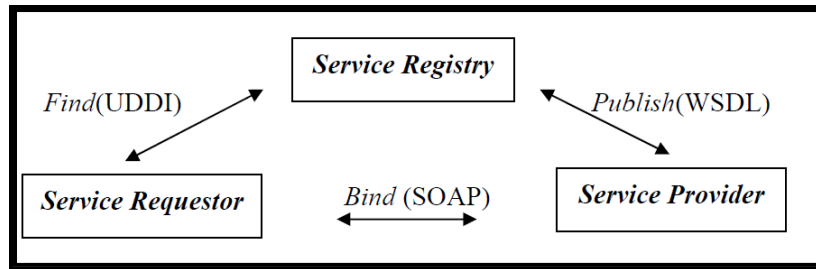 Service Registry
Find(UDDI)
Publish(WSDL)
Service Requestor
Bind (SOAP)
Service Provider